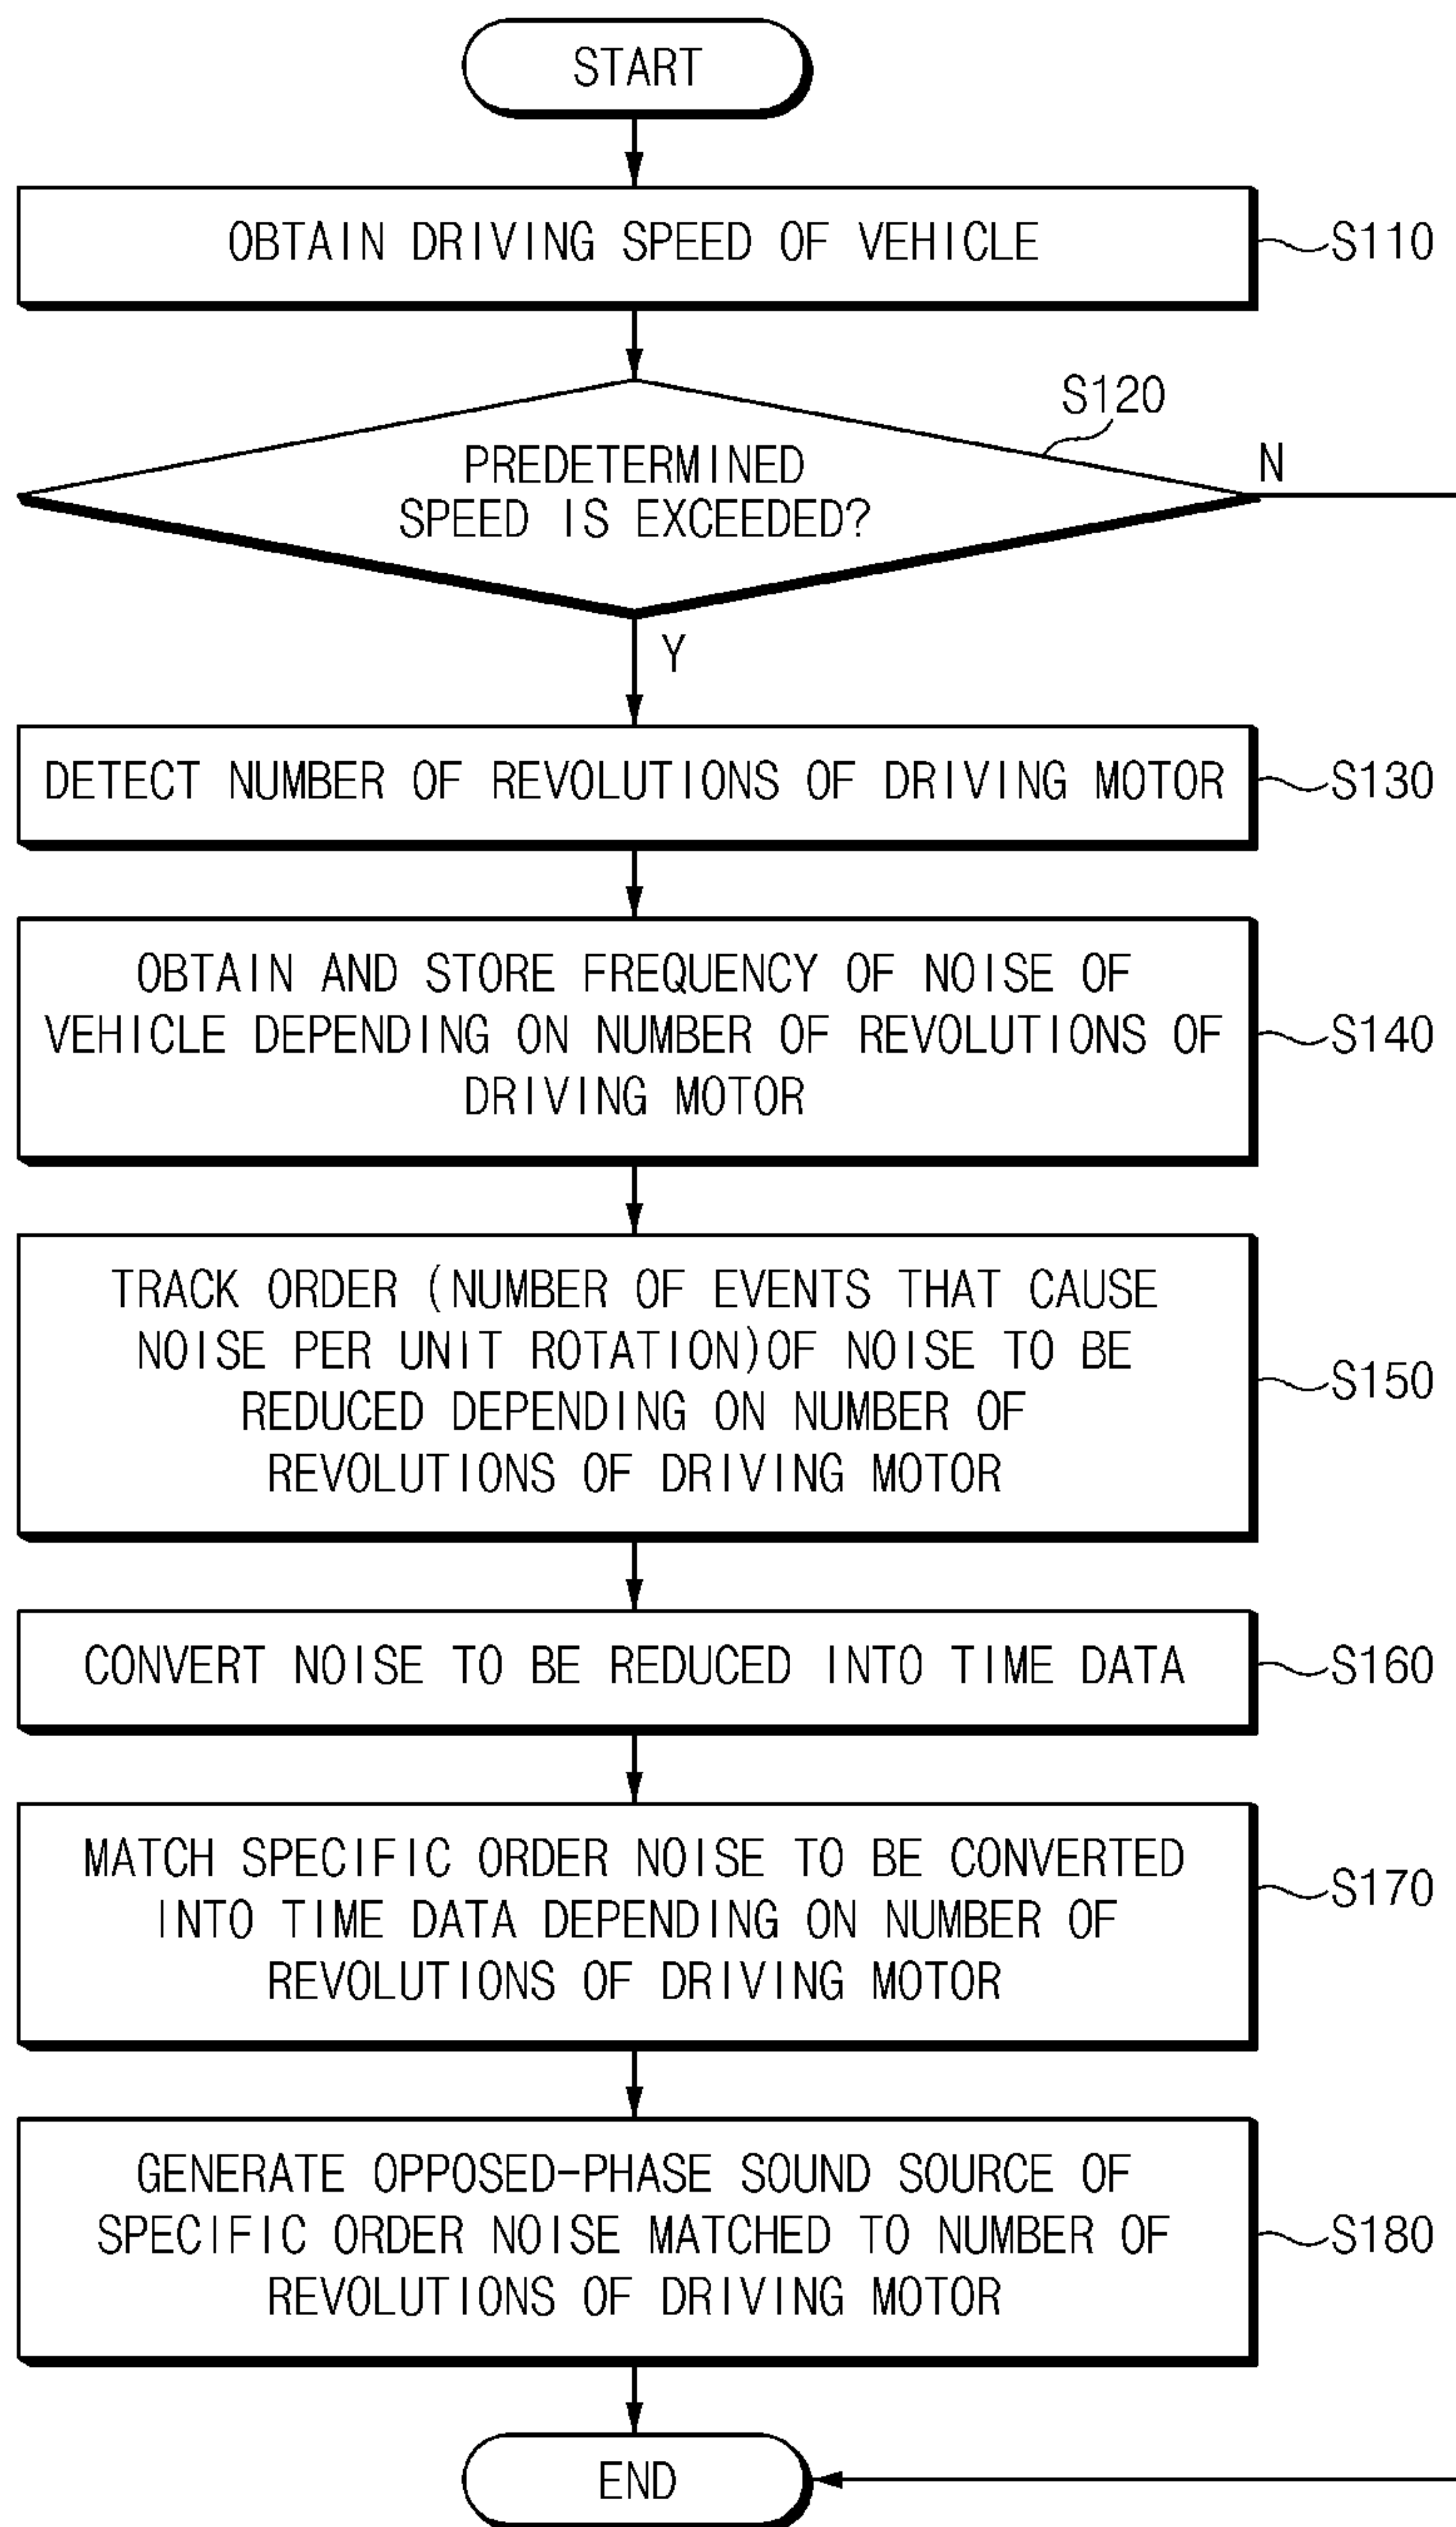 START
OBTAIN DRIVING SPEED OF VEHICLE
S110
S120
PREDETERMINED
SPEED IS EXCEEDED?
N
Y
DETECT NUMBER OF REVOLUTIONS OF DRIVING MOTOR
S130
OBTAIN AND STORE FREQUENCY OF NOISE OF
VEHICLE DEPENDING ON NUMBER OF REVOLUTIONS OF
DRIVING MOTOR
S140
TRACK ORDER (NUMBER OF EVENTS THAT CAUSE
NOISE PER UNIT ROTATION)OF NOISE TO BE
REDUCED DEPENDING ON NUMBER OF
REVOLUTIONS OF DRIVING MOTOR
S150
CONVERT NOISE TO BE REDUCED INTO TIME DATA
S160
MATCH SPECIFIC ORDER NOISE TO BE CONVERTED
INTO TIME DATA DEPENDING ON NUMBER OF
REVOLUTIONS OF DRIVING MOTOR
S170
GENERATE OPPOSED-PHASE SOUND SOURCE OF
SPECIFIC ORDER NOISE MATCHED TO NUMBER OF
REVOLUTIONS OF DRIVING MOTOR
S180
END